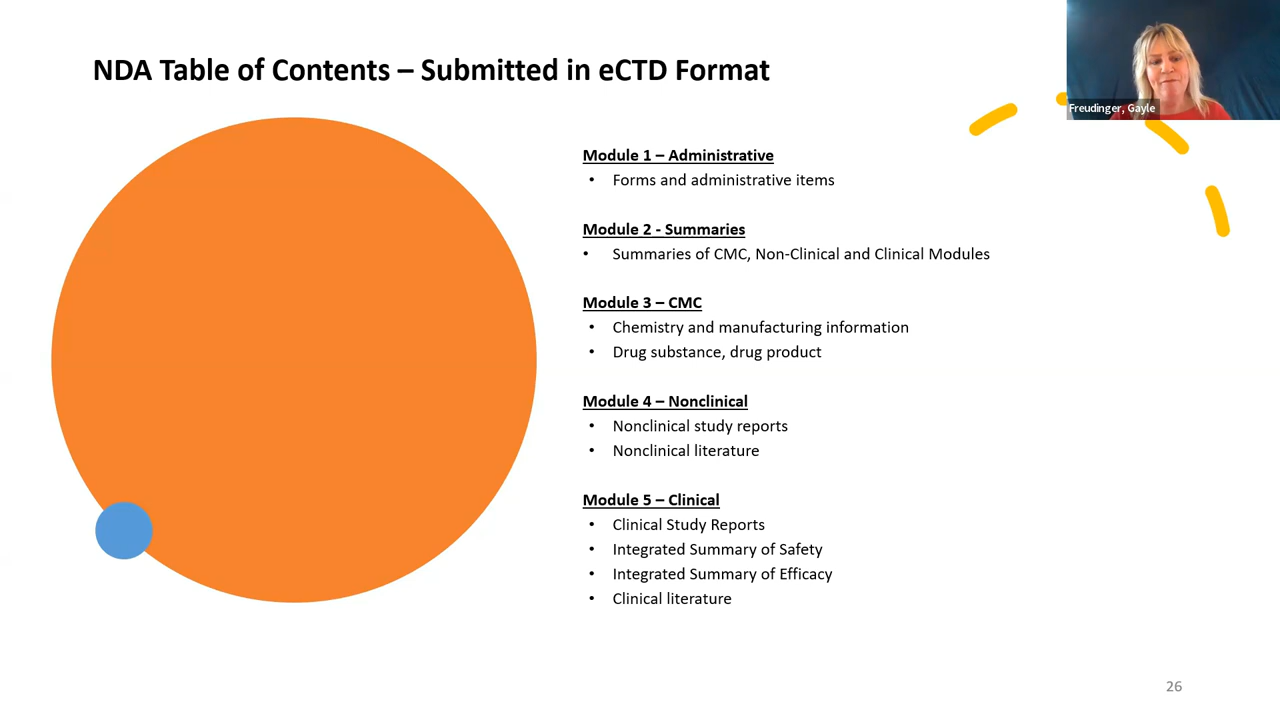 NDA Table of Contents – Submitted in eCTD Format
Freudinger, Gayle
Module 1 – Administrative
• Forms and administrative items
Module 2 - Summaries
• Summaries of CMC, Non-Clinical and Clinical Modules
Module 3 – CMC
• Chemistry and manufacturing information
• Drug substance, drug product
Module 4 – Nonclinical
• Nonclinical study reports
• Nonclinical literature
Module 5 – Clinical
• Clinical Study Reports
• Integrated Summary of Safety
• Integrated Summary of Efficacy
• Clinical literature
26